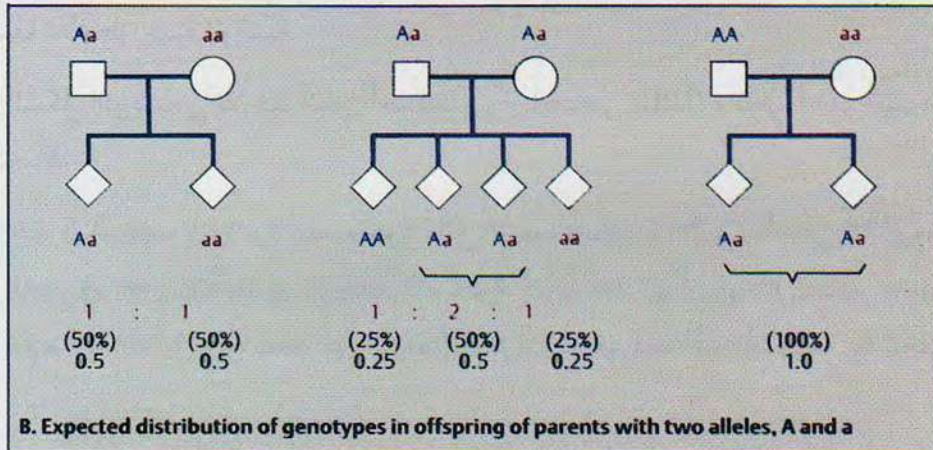 Aa aa Aa Aa AA aa
Aa aa AA Aa Aa aa Aa Aa
1 : 1 1 : 2 : 1
(50%) (50%) (25%) (50%) (25%) (100%)
0.5 0.5 0.25 0.5 0.25 1.0
B. Expected distribution of genotypes in offspring of parents with two alleles, A and a